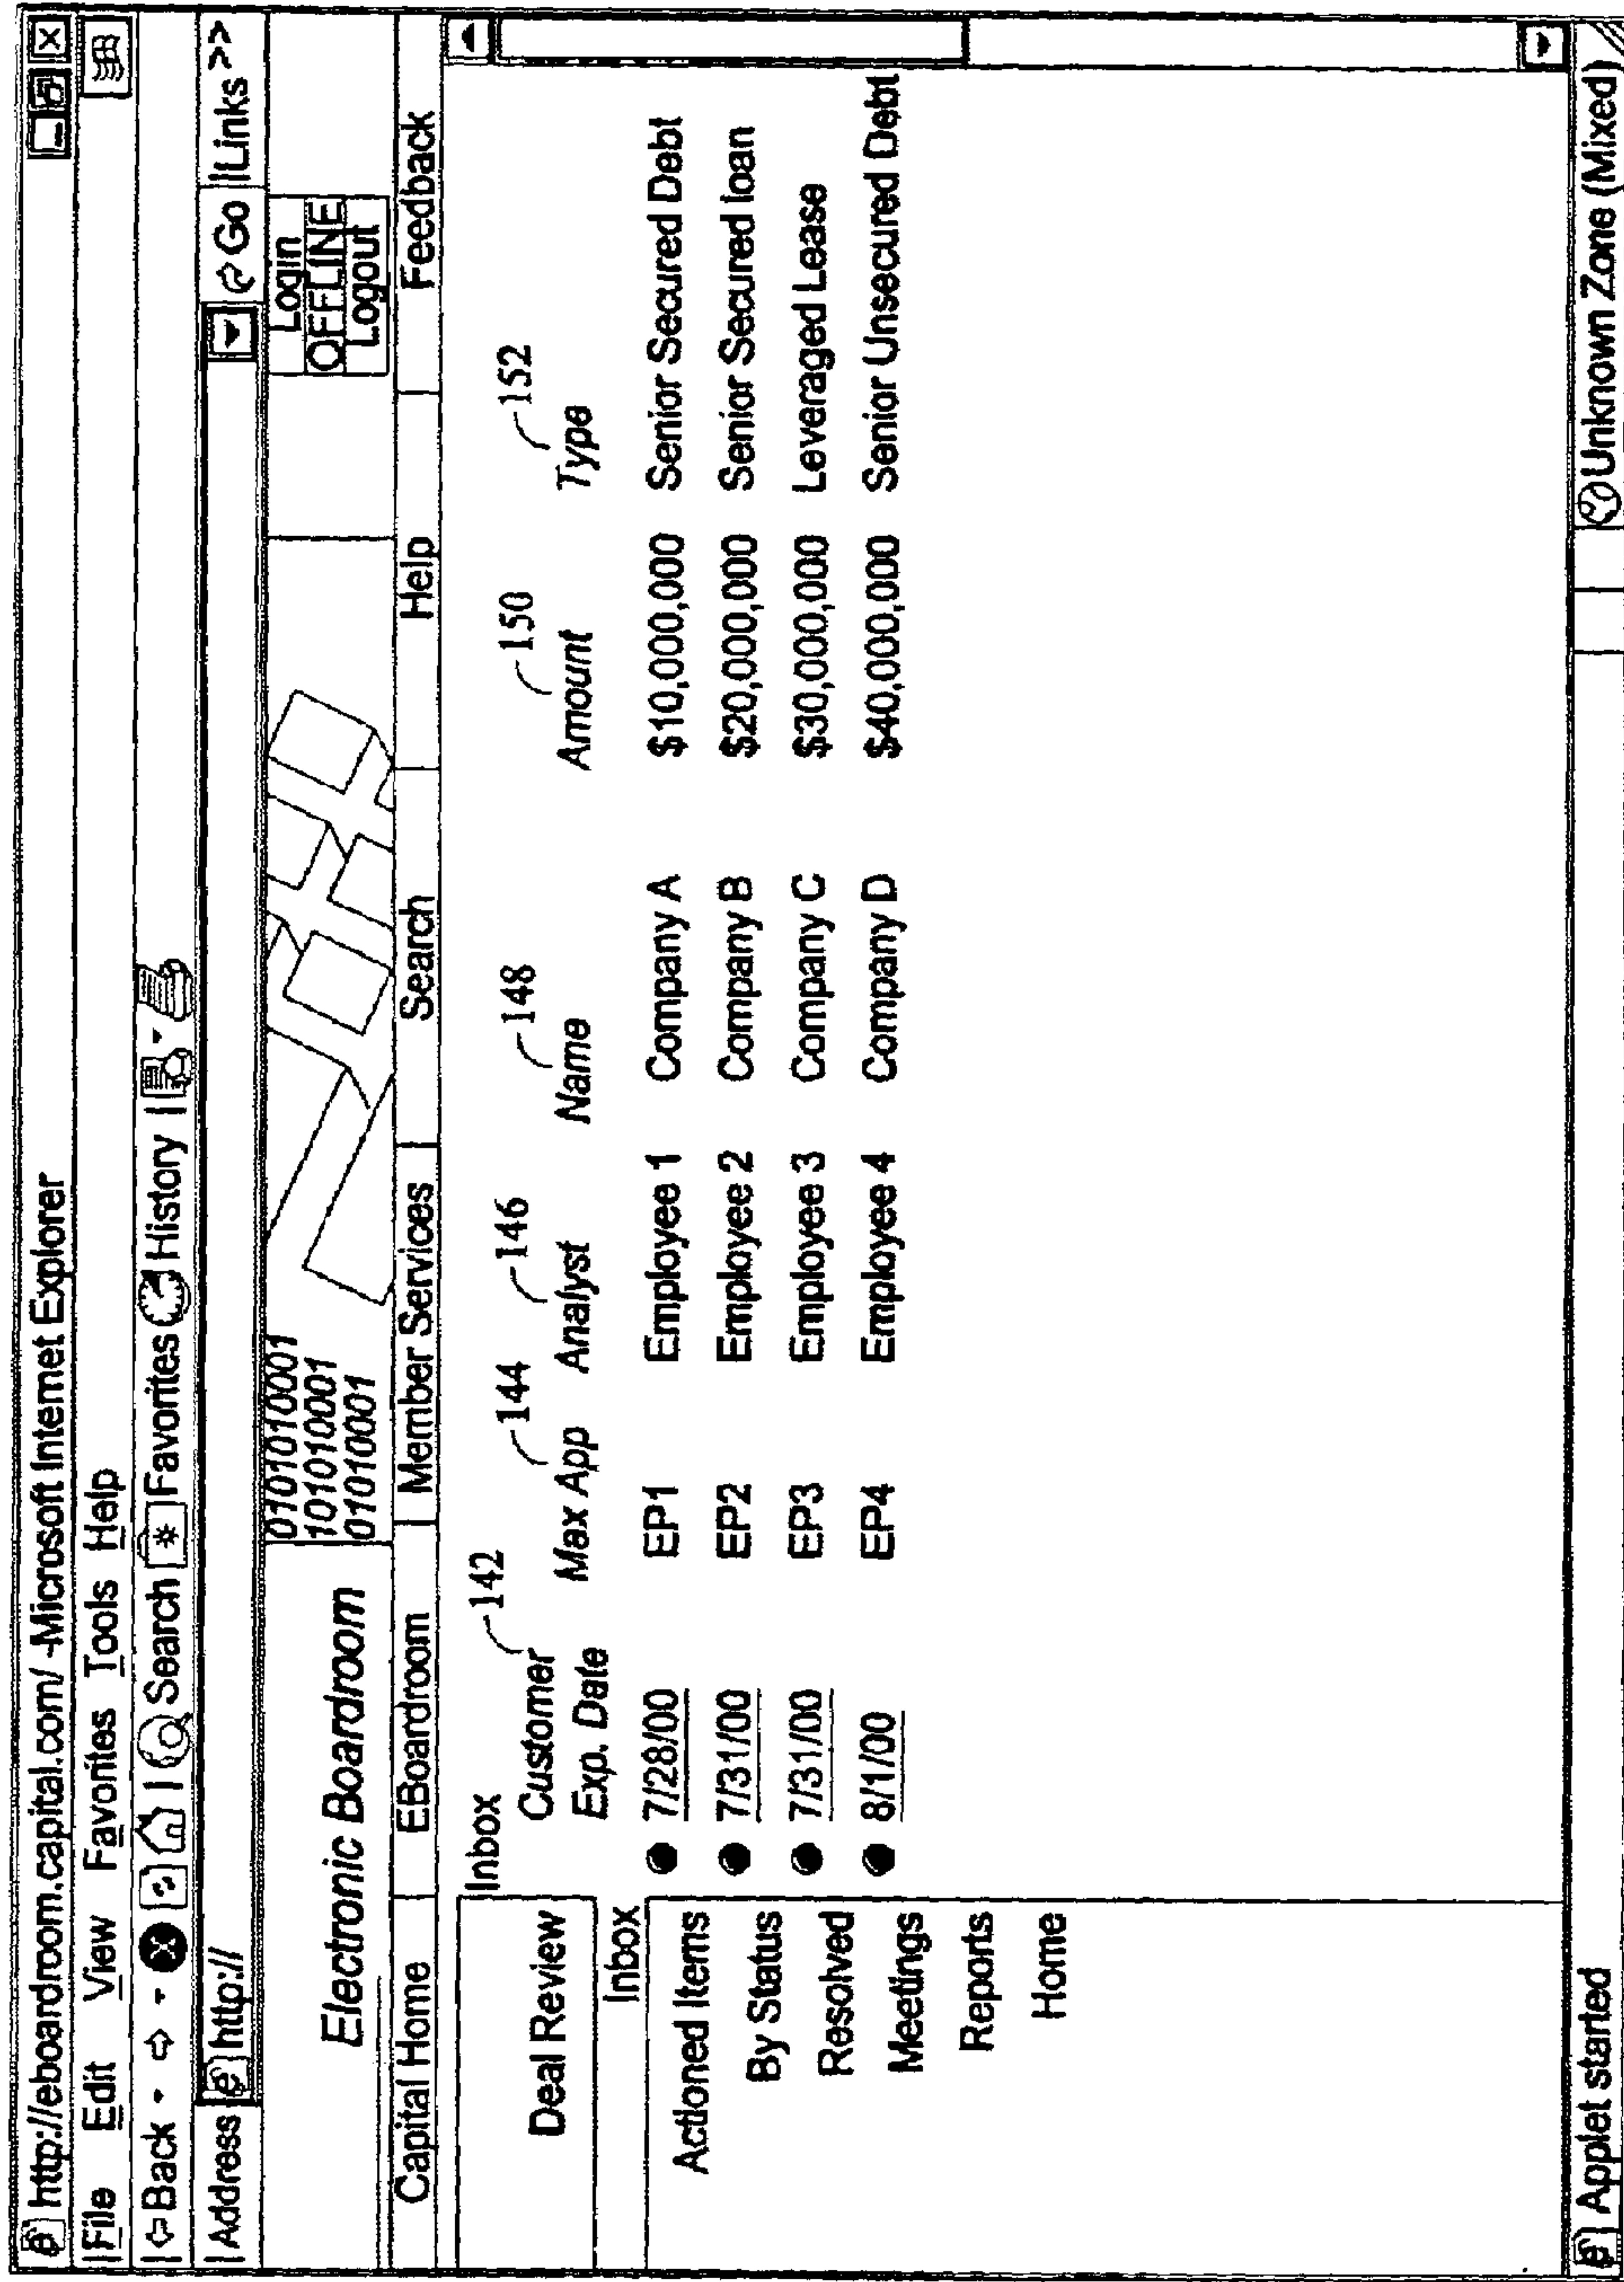 http://eboardroom.capital.com/ -Microsoft Internet Explorer
File Edit View Favorites Tools Help
Back Search Favorites History
Address http:// Go Links >>
Electronic Boardroom
0101010001
101010001
01010001
Login
OFFLINE
Logout
Capital Home EBoardroom Member Services Search Help Feedback
Deal Review
Inbox
Actioned Items
By Status
Resolved
Meetings
Reports
Home
Inbox
142 144 146 148 150 152
Customer
Exp. Date Max App Analyst Name Amount Type
7/28/00 EP1 Employee 1 Company A $10,000,000 Senior Secured Debt
7/31/00 EP2 Employee 2 Company B $20,000,000 Senior Secured loan
7/31/00 EP3 Employee 3 Company C $30,000,000 Leveraged Lease
8/1/00 EP4 Employee 4 Company D $40,000,000 Senior Unsecured Debt
Applet started Unknown Zone (Mixed)